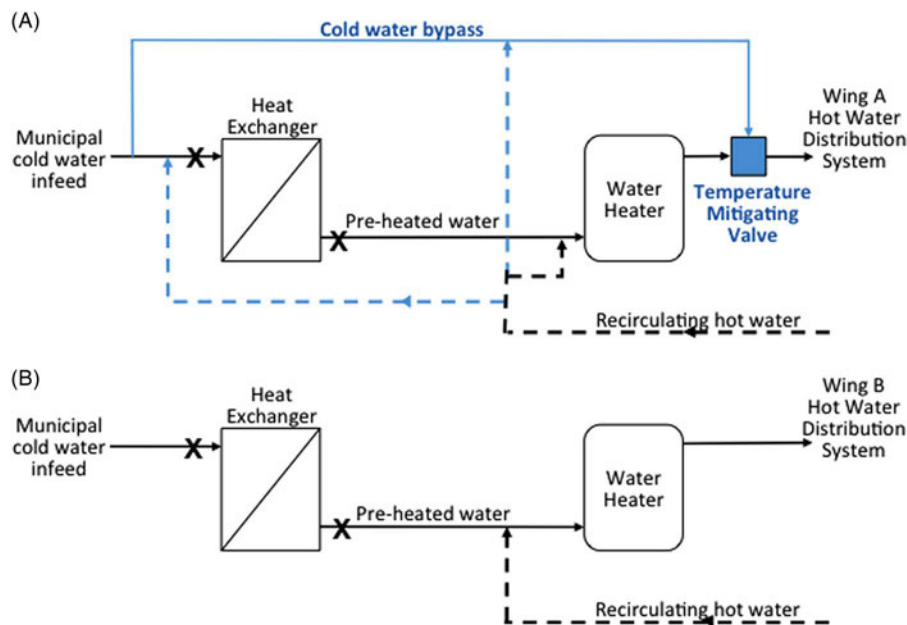 (A)
Cold water bypass
Heat
Exchanger
Municipal
cold water
infeed
X
X
Pre-heated water
Water
Heater
Wing A
Hot Water
Distribution
System
Temperature
Mitigating
Valve
Recirculating hot water
(B)
Heat
Exchanger
Municipal
cold water
infeed
X
X
Pre-heated water
Water
Heater
Wing B
Hot Water
Distribution
System
Recirculating hot water